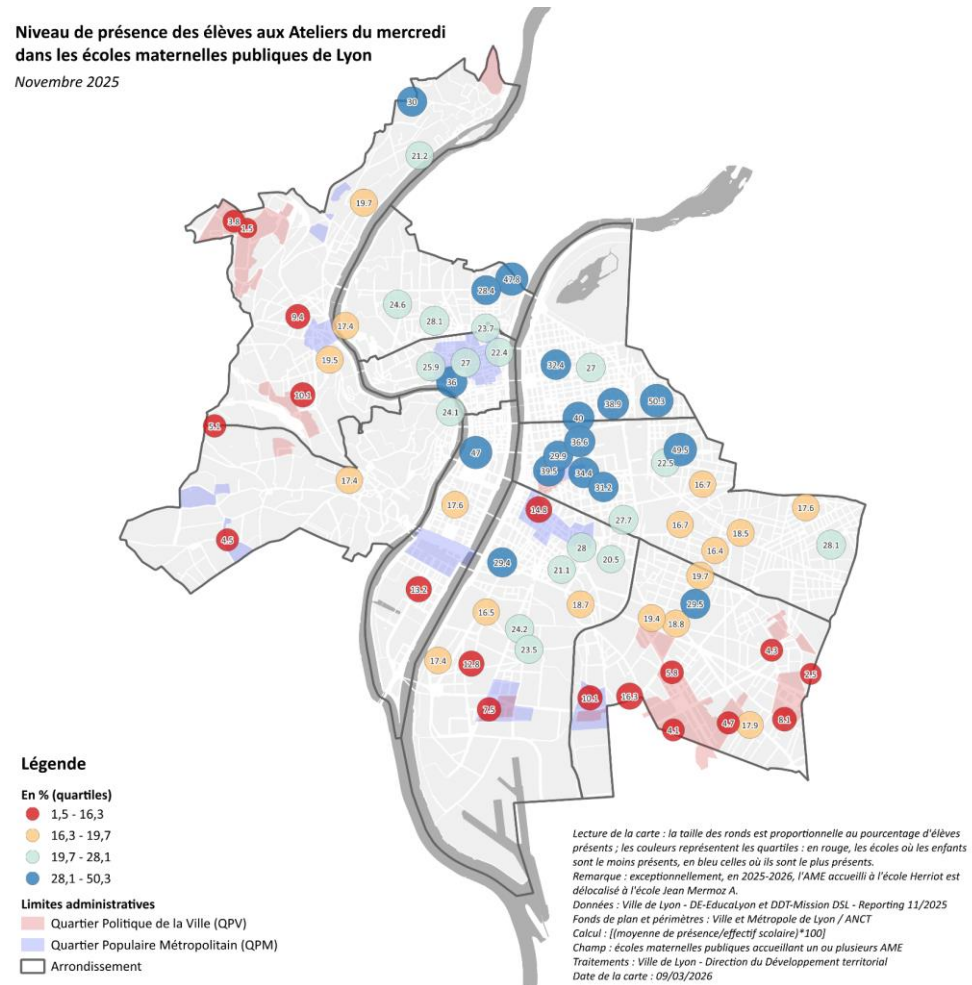 Niveau de présence des élèves aux Ateliers du mercredi
dans les écoles maternelles publiques de Lyon
Novembre 2025
30
21.2
19.7
3.8
1.5
47.8
28.4
24.6
9.4
28.1
17.4
23.7
22.4
19.5
25.9
27
32.4
27
36
10.1
38.9
50.3
24.1
40
5.1
36.6
47
29.9
49.5
22.5
39.5
34.4
17.4
31.2
16.7
17.6
14.8
17.6
27.7
16.7
18.5
4.5
28
28.1
16.4
29.4
21.1
20.5
19.7
13.2
18.7
29.5
16.5
19.4
18.8
24.2
23.5
4.3
17.4
12.8
5.8
2.5
10.1
16.3
7.5
8.1
4.7
17.9
4.1
Légende
En % (quartiles)
1,5 - 16,3
16,3 - 19,7
19,7 - 28,1
28,1 - 50,3
Limites administratives
Quartier Politique de la Ville (QPV)
Quartier Populaire Métropolitain (QPM)
Arrondissement
Lecture de la carte : la taille des ronds est proportionnelle au pourcentage d'élèves
présents ; les couleurs représentent les quartiles : en rouge, les écoles où les enfants
sont le moins présents, en bleu celles où ils sont le plus présents.
Remarque : exceptionnellement, en 2025-2026, l'AME accueilli à l'école Herriot est
délocalisé à l'école Jean Mermoz A.
Données : Ville de Lyon - DE-EducaLyon et DDT-Mission DSL - Reporting 11/2025
Fonds de plan et périmètres : Ville et Métropole de Lyon / ANCT
Calcul : [(moyenne de présence/effectif scolaire)*100]
Champ : écoles maternelles publiques accueillant un ou plusieurs AME
Traitements : Ville de Lyon - Direction du Développement territorial
Date de la carte : 09/03/2026